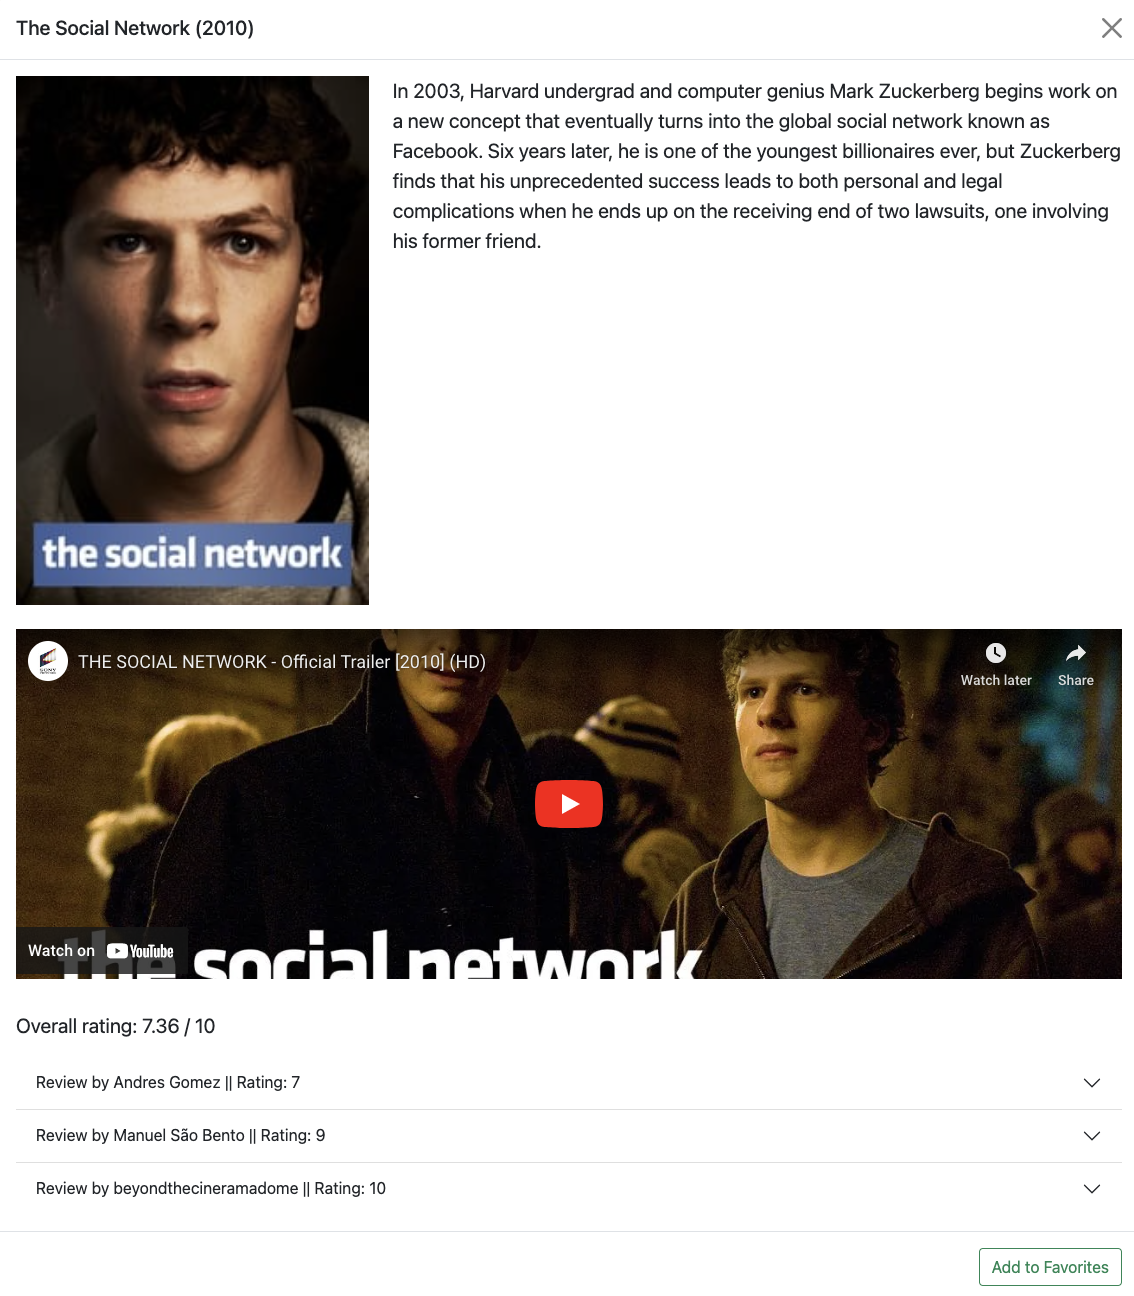 The Social Network (2010)
In 2003, Harvard undergrad and computer genius Mark Zuckerberg begins work on
a new concept that eventually turns into the global social network known as
Facebook. Six years later, he is one of the youngest billionaires ever, but Zuckerberg
finds that his unprecedented success leads to both personal and legal
complications when he ends up on the receiving end of two lawsuits, one involving
his former friend.
the social network
THE SOCIAL NETWORK - Official Trailer [2010] (HD)
Watch later
Share
Watch on YouTube
the social network
Overall rating: 7.36 / 10
Review by Andres Gomez || Rating: 7
Review by Manuel São Bento || Rating: 9
Review by beyondthecineramadome || Rating: 10
Add to Favorites